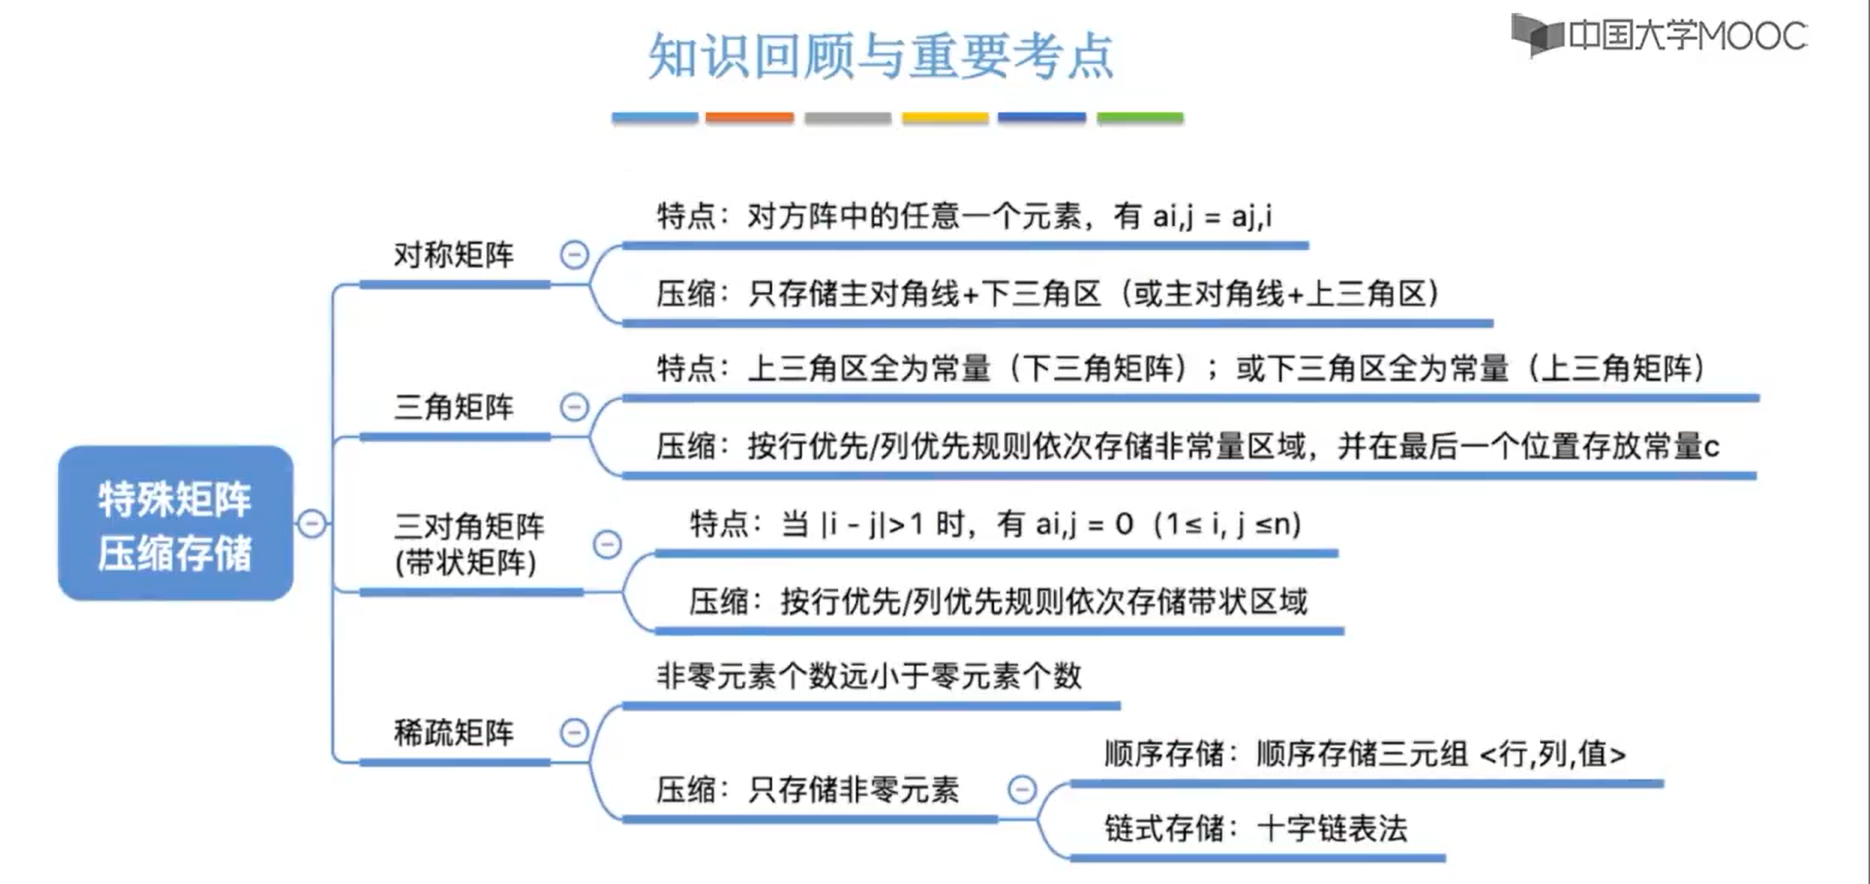 知识回顾与重要考点
中国大学MOOC
特殊矩阵
压缩存储
对称矩阵
特点：对方阵中的任意一个元素，有 ai,j = aj,i
压缩：只存储主对角线+下三角区（或主对角线+上三角区）
三角矩阵
特点：上三角区全为常量（下三角矩阵）；或下三角区全为常量（上三角矩阵）
压缩：按行优先/列优先规则依次存储非常量区域，并在最后一个位置存放常量c
三对角矩阵
(带状矩阵)
特点：当 |i - j|>1 时，有 ai,j = 0（1≤ i, j ≤n)
压缩：按行优先/列优先规则依次存储带状区域
稀疏矩阵
非零元素个数远小于零元素个数
压缩：只存储非零元素
顺序存储：顺序存储三元组 <行,列,值>
链式存储：十字链表法